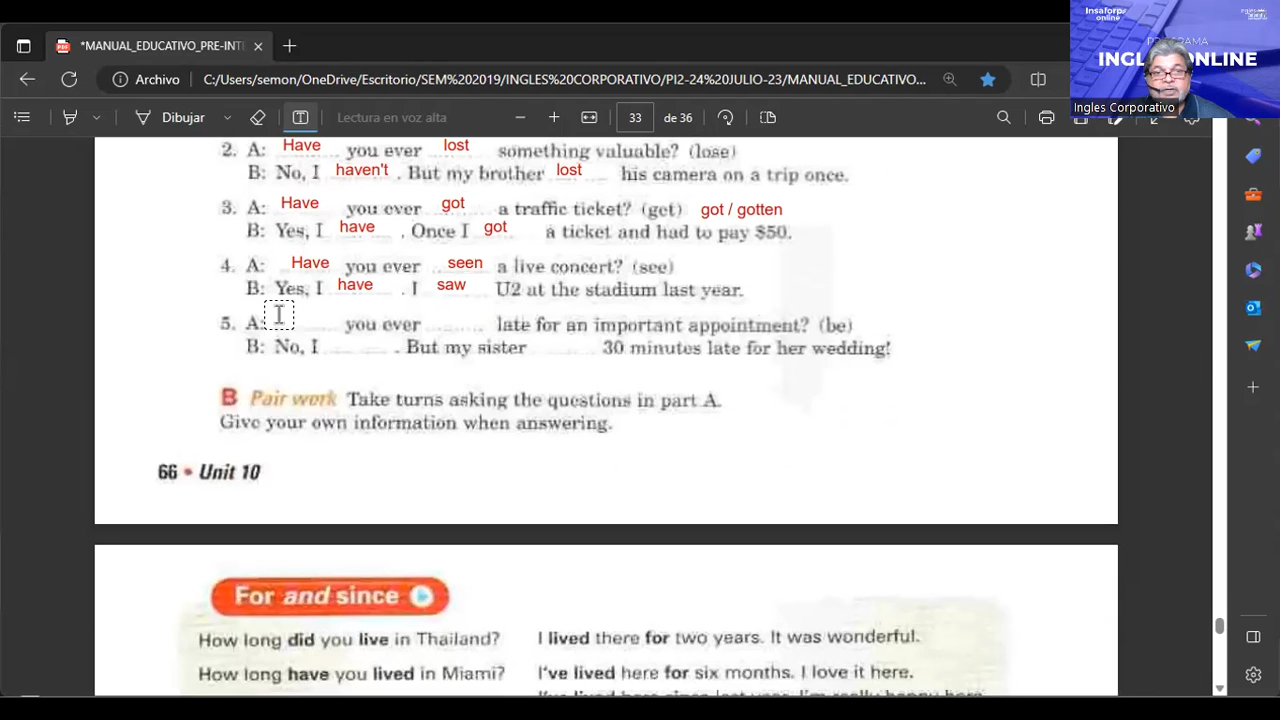 *MANUAL_EDUCATIVO_PRE-INTE
Archivo
C:/Users/semon/OneDrive/Escritorio/SEM%202019/INGLES%20CORPORATIVO/PI2-24%20JULIO-23/MANUAL_EDUCATIVO...
Insaforp
online
INGL ONLINE
Ingles Corporativo
Dibujar
Lectura en voz alta
33
de 36
2. A: Have you ever lost something valuable? (lose)
B: No, I haven't . But my brother lost his camera on a trip once.
3. A: Have you ever got a traffic ticket? (get) got / gotten
B: Yes, I have . Once I got a ticket and had to pay $50.
4. A: Have you ever seen a live concert? (see)
B: Yes, I have . I saw U2 at the stadium last year.
5. A: you ever late for an important appointment? (be)
B: No, I . But my sister 30 minutes late for her wedding!
B Pair work Take turns asking the questions in part A.
Give your own information when answering.
66 • Unit 10
For and since
How long did you live in Thailand? I lived there for two years. It was wonderful.
How long have you lived in Miami? I've lived here for six months. I love it here.